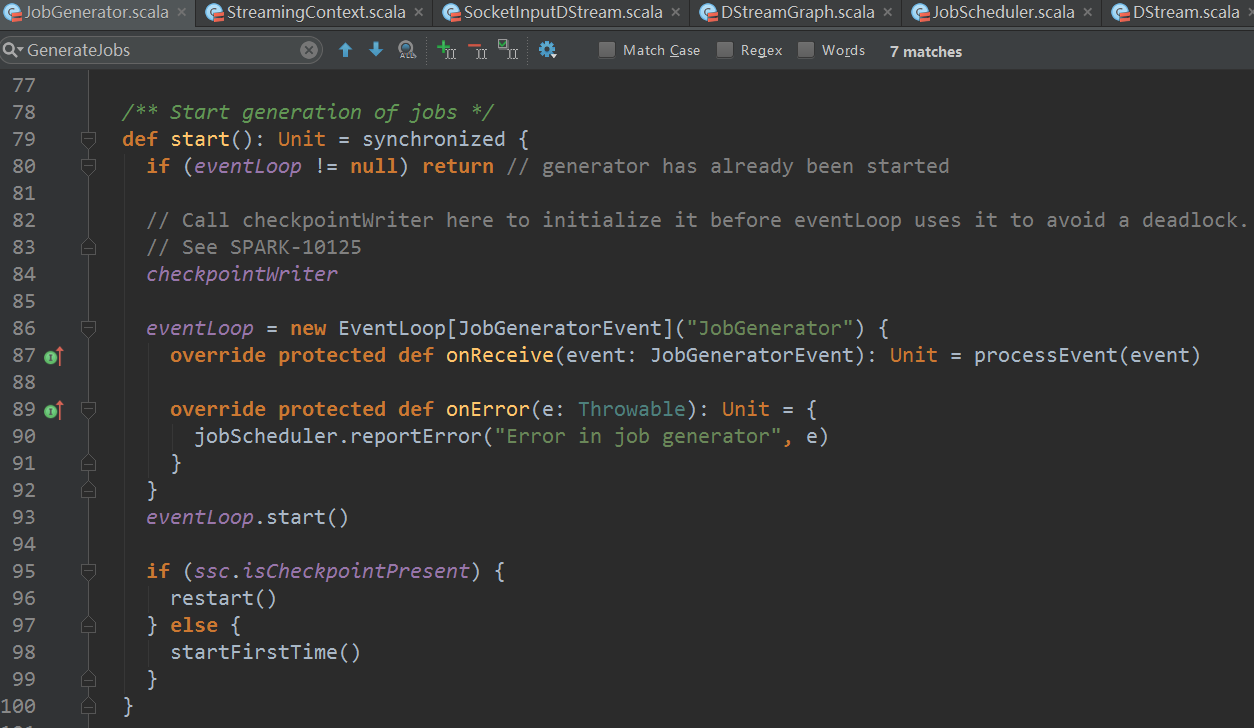 JobGenerator.scala × StreamingContext.scala × SocketInputDStream.scala × DStreamGraph.scala × JobScheduler.scala × DStream.scala
GenerateJobs Match Case Regex Words 7 matches
77
78 /** Start generation of jobs */
79 def start(): Unit = synchronized {
80 if (eventLoop != null) return // generator has already been started
81
82 // Call checkpointWriter here to initialize it before eventLoop uses it to avoid a deadlock.
83 // See SPARK-10125
84 checkpointWriter
85
86 eventLoop = new EventLoop[JobGeneratorEvent]("JobGenerator") {
87 override protected def onReceive(event: JobGeneratorEvent): Unit = processEvent(event)
88
89 override protected def onError(e: Throwable): Unit = {
90 jobScheduler.reportError("Error in job generator", e)
91 }
92 }
93 eventLoop.start()
94
95 if (ssc.isCheckpointPresent) {
96 restart()
97 } else {
98 startFirstTime()
99 }
100 }